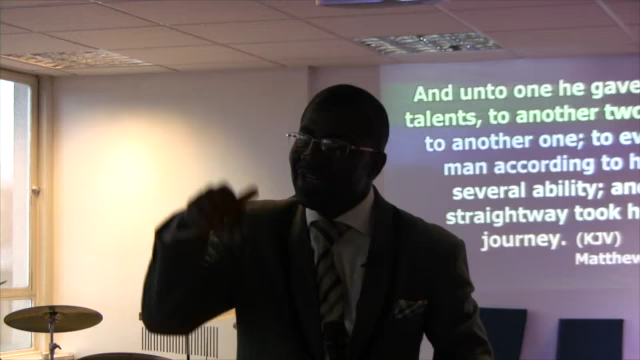 And unto one he gave
talents, to another two
to another one; to
man according to
several ability; and
straightway took
journey. (KJV)
Matthew